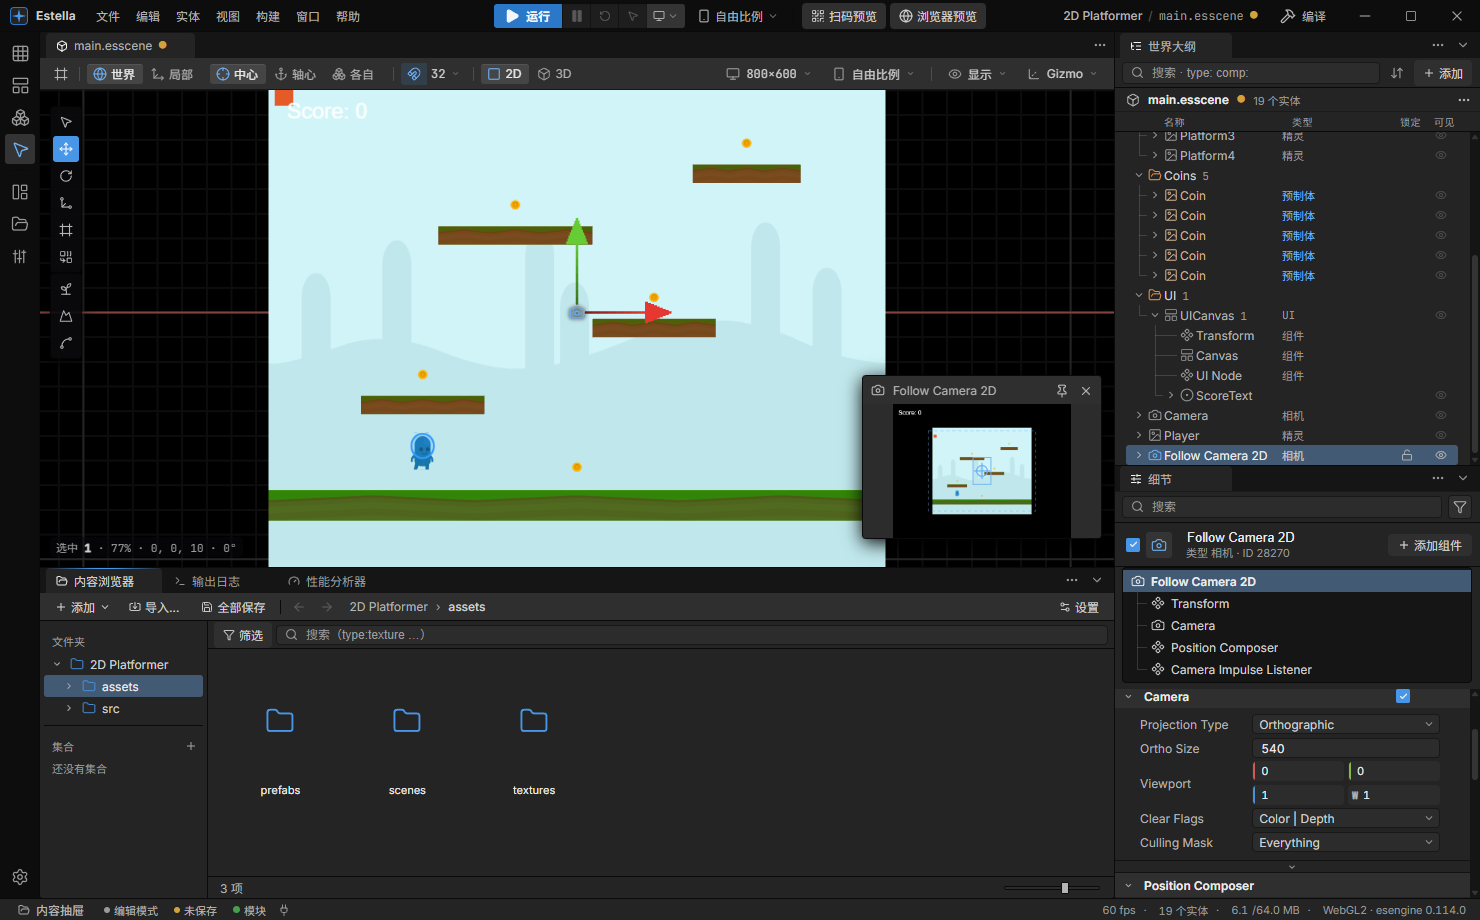 Estella 文件 编辑 实体 视图 构建 窗口 帮助 运行 自由比例 扫码预览 浏览器预览 2D Platformer / main.esscene 编译
main.esscene
世界 局部 中心 轴心 各自 32 2D 3D 800×600 自由比例 显示 Gizmo
Score: 0
选中 1 · 77% · 0, 0, 10 · 0°
Follow Camera 2D
Score: 0
世界大纲
搜索 · type: comp: 添加
main.esscene 19 个实体
名称 类型 锁定 可见
Platform3 精灵
Platform4 精灵
Coins 5
Coin 预制体
Coin 预制体
Coin 预制体
Coin 预制体
Coin 预制体
UI 1
UICanvas 1 UI
Transform 组件
Canvas 组件
UI Node 组件
ScoreText
Camera 相机
Player 精灵
Follow Camera 2D 相机
细节
搜索
Follow Camera 2D
类型 相机 · ID 28270
添加组件
Follow Camera 2D
Transform
Camera
Position Composer
Camera Impulse Listener
Camera
Projection Type Orthographic
Ortho Size 540
Viewport 0 0
1 W 1
Clear Flags Color | Depth
Culling Mask Everything
Position Composer
内容浏览器 输出日志 性能分析器
添加 导入... 全部保存 2D Platformer › assets 设置
文件夹
2D Platformer
assets
src
集合
还没有集合
筛选 搜索（type:texture ...）
prefabs scenes textures
3 项
内容抽屉 编辑模式 未保存 模块 60 fps · 19 个实体 · 6.1 /64.0 MB · WebGL2 · esengine 0.114.0